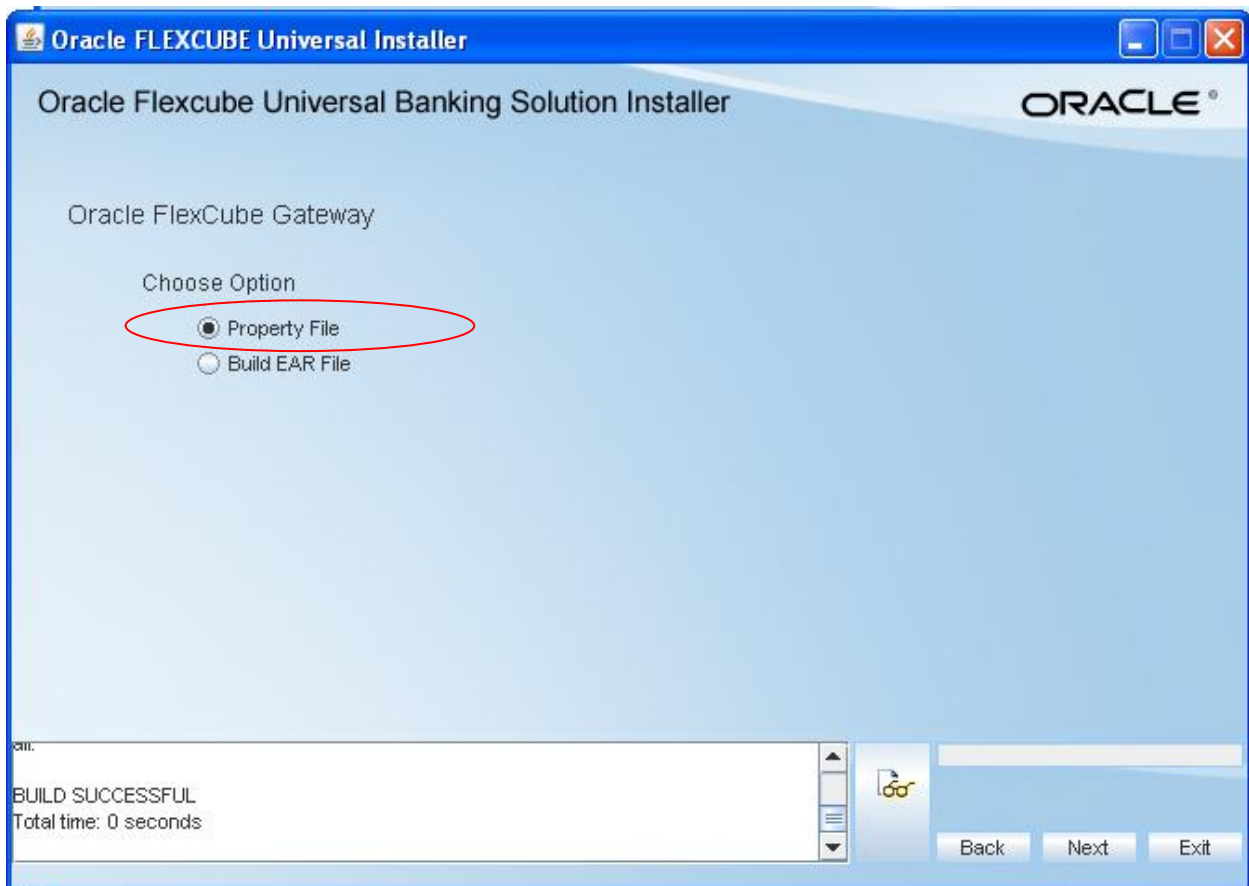 Oracle FLEXCUBE Universal Installer
Oracle Flexcube Universal Banking Solution Installer
ORACLE®
Oracle FlexCube Gateway
Choose Option
Property File
Build EAR File
BUILD SUCCESSFUL
Total time: 0 seconds
Back Next Exit